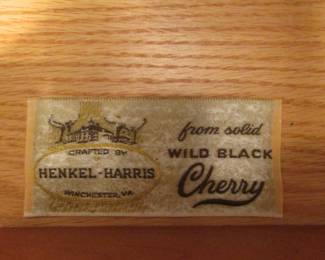 CRAFTED BY
HENKEL-HARRIS
WINCHESTER, VA.
from solid
WILD BLACK
Cherry